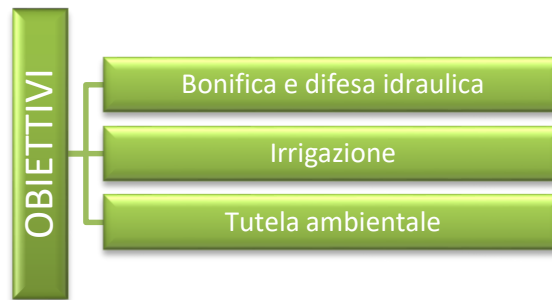 OBIETTIVI
Bonifica e difesa idraulica
Irrigazione
Tutela ambientale